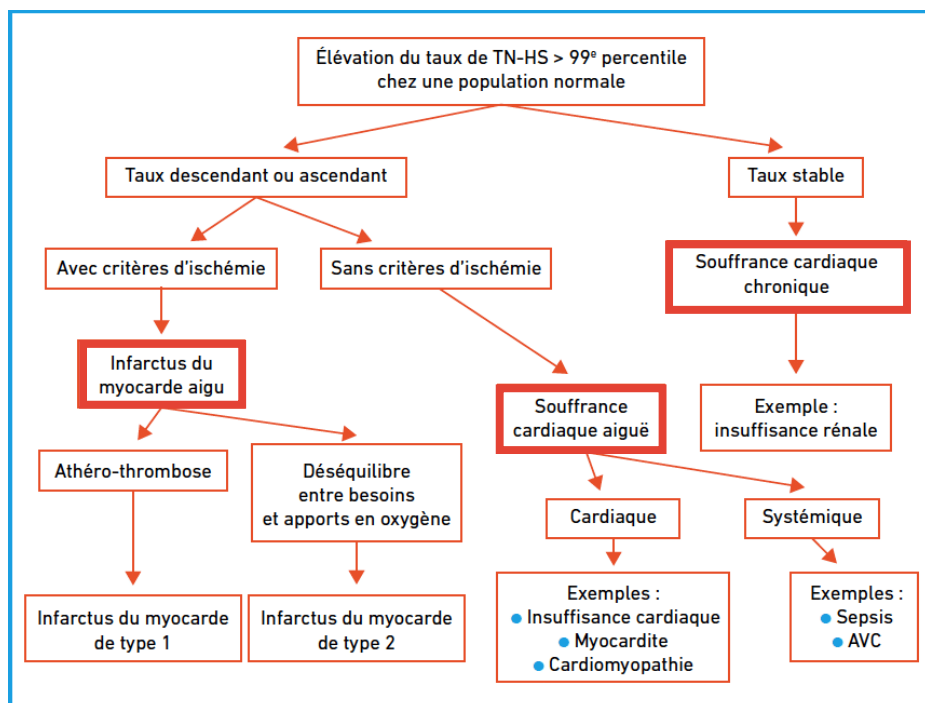 Élévation du taux de TN-HS > 99e percentile
chez une population normale
Taux descendant ou ascendant
Taux stable
Avec critères d'ischémie
Sans critères d'ischémie
Souffrance cardiaque
chronique
Infarctus du
myocarde aigu
Souffrance
cardiaque aiguë
Exemple :
insuffisance rénale
Athéro-thrombose
Déséquilibre
entre besoins
et apports en oxygène
Cardiaque
Systémique
Infarctus du myocarde
de type 1
Infarctus du myocarde
de type 2
Exemples :
● Insuffisance cardiaque
● Myocardite
● Cardiomyopathie
Exemples :
● Sepsis
● AVC